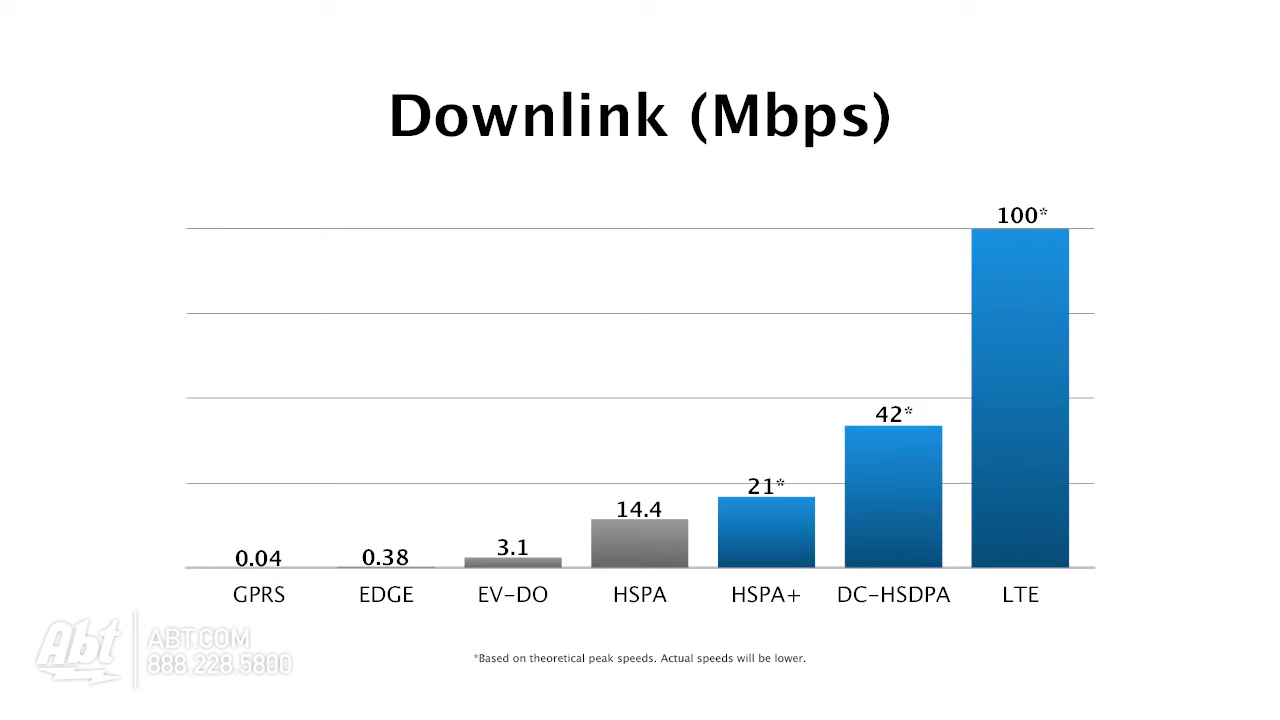 Downlink (Mbps)
100*
42*
21*
14.4
3.1
0.38
0.04
GPRS EDGE EV-DO HSPA HSPA+ DC-HSDPA LTE
Abt ABT.COM
888.228.5800
*Based on theoretical peak speeds. Actual speeds will be lower.